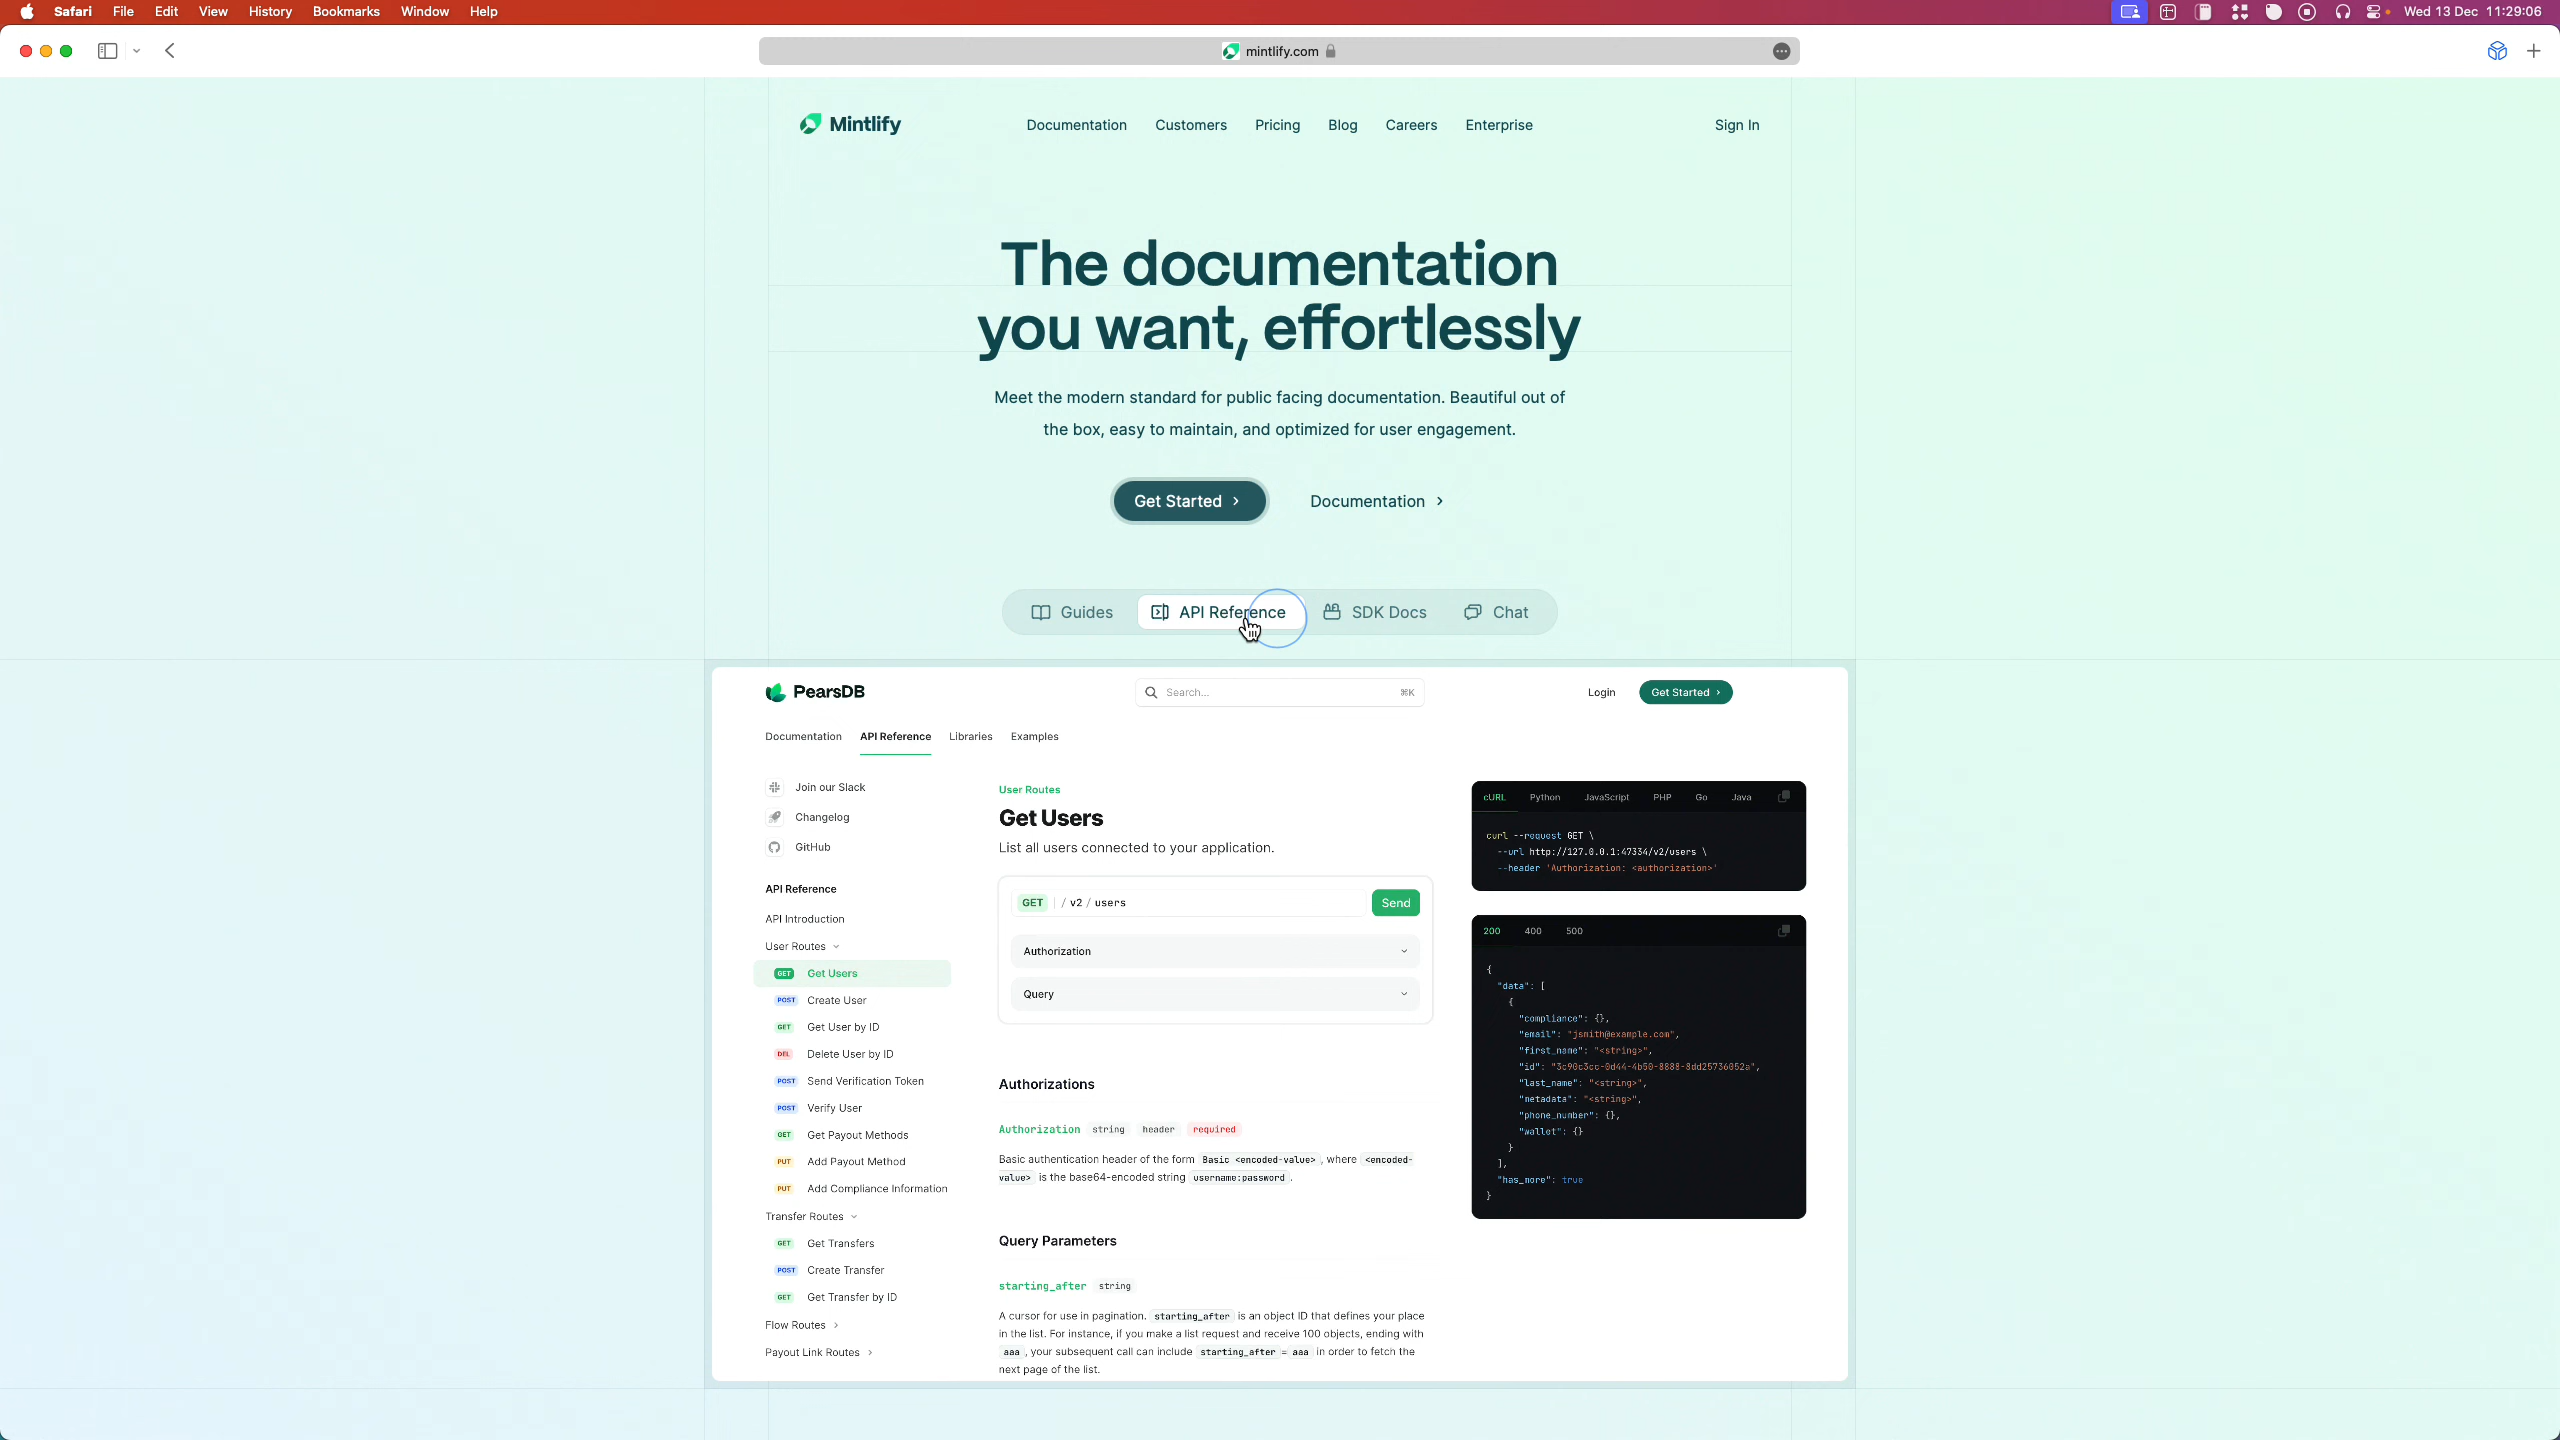 Safari File Edit View History Bookmarks Window Help
Wed 13 Dec 11:29:06
mintlify.com
Mintlify
Documentation Customers Pricing Blog Careers Enterprise
Sign In
The documentation
you want, effortlessly
Meet the modern standard for public facing documentation. Beautiful out of
the box, easy to maintain, and optimized for user engagement.
Get Started
Documentation
Guides API Reference SDK Docs Chat
PearsDB
Search...
⌘K
Login
Get Started
Documentation API Reference Libraries Examples
Join our Slack
Changelog
GitHub
API Reference
API Introduction
User Routes
GET Get Users
POST Create User
GET Get User by ID
DEL Delete User by ID
POST Send Verification Token
POST Verify User
GET Get Payout Methods
PUT Add Payout Method
PUT Add Compliance Information
Transfer Routes
GET Get Transfers
POST Create Transfer
GET Get Transfer by ID
Flow Routes
Payout Link Routes
User Routes
Get Users
List all users connected to your application.
GET / v2 / users
Send
Authorization
Query
Authorizations
Authorization string header required
Basic authentication header of the form Basic <encoded-value>, where <encoded-
value> is the base64-encoded string username:password.
Query Parameters
starting_after string
A cursor for use in pagination. starting_after is an object ID that defines your place
in the list. For instance, if you make a list request and receive 100 objects, ending with
aaa, your subsequent call can include starting_after = aaa in order to fetch the
next page of the list.
cURL Python JavaScript PHP Go Java
curl --request GET \
--url http://127.0.0.1:47334/v2/users \
--header 'Authorization: <authorization>'
200 400 500
{
"data": [
{
"compliance": {},
"email": "jsmith@example.com",
"first_name": "<string>",
"id": "3c90c3cc-0d44-4b50-8888-8dd25736052a",
"last_name": "<string>",
"metadata": "<string>",
"phone_number": {},
"wallet": {}
}
],
"has_more": true
}